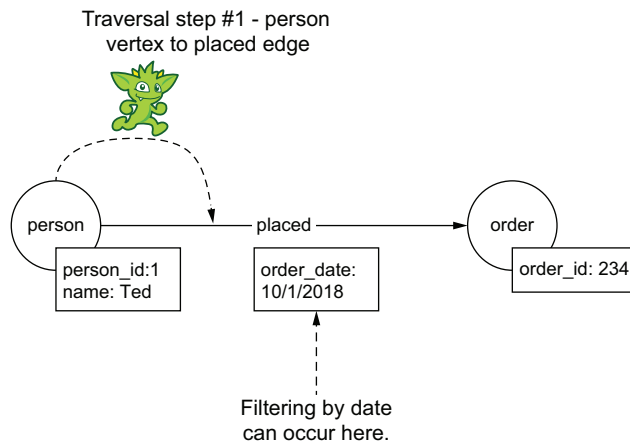 Traversal step #1 - person
vertex to placed edge
person
placed
order
person_id:1
name: Ted
order_date:
10/1/2018
order_id: 234
Filtering by date
can occur here.